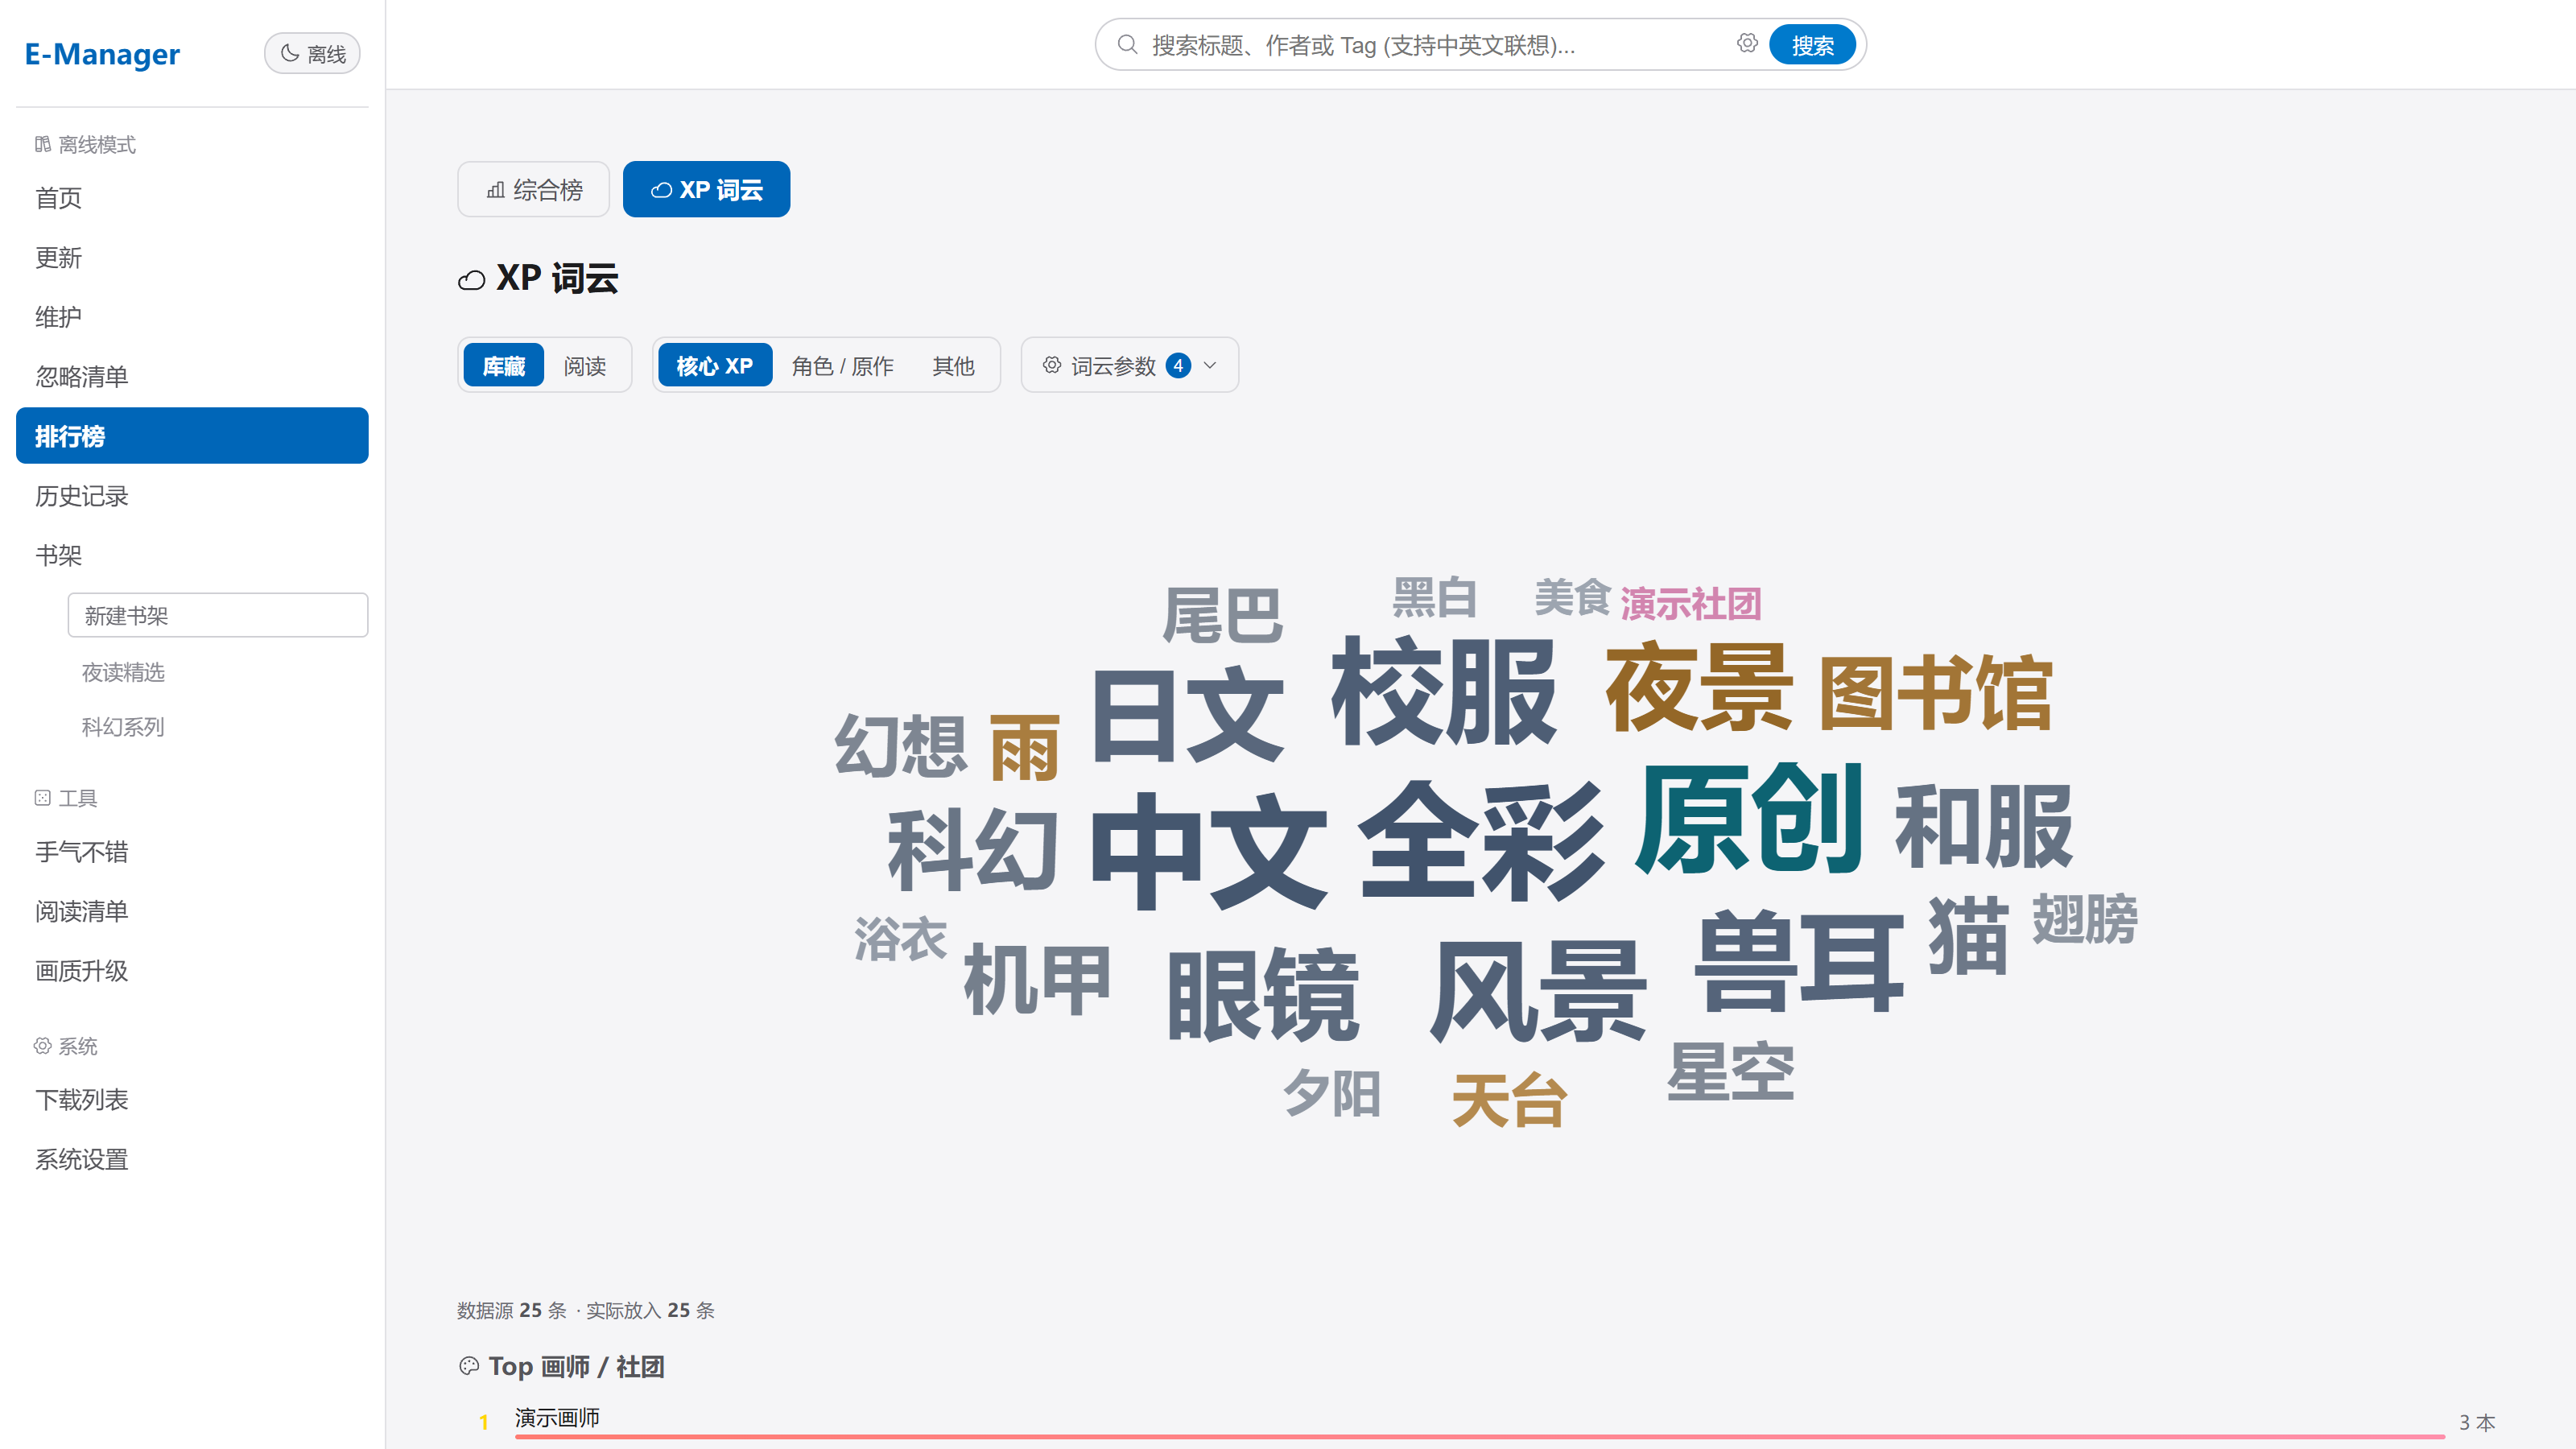 E-Manager
离线
搜索标题、作者或 Tag (支持中英文联想)...
搜索
离线模式
首页
更新
维护
忽略清单
排行榜
历史记录
书架
新建书架
夜读精选
科幻系列
工具
手气不错
阅读清单
画质升级
系统
下载列表
系统设置
综合榜
XP 词云
XP 词云
库藏 阅读
核心 XP 角色 / 原作 其他
词云参数 4
尾巴 黑白 美食 演示社团
日文 校服 夜景 图书馆
幻想 雨
科幻 中文 全彩 原创 和服
浴衣 机甲 眼镜 风景 兽耳 猫 翅膀
夕阳 天台 星空
数据源 25 条 · 实际放入 25 条
Top 画师 / 社团
1 演示画师 3 本